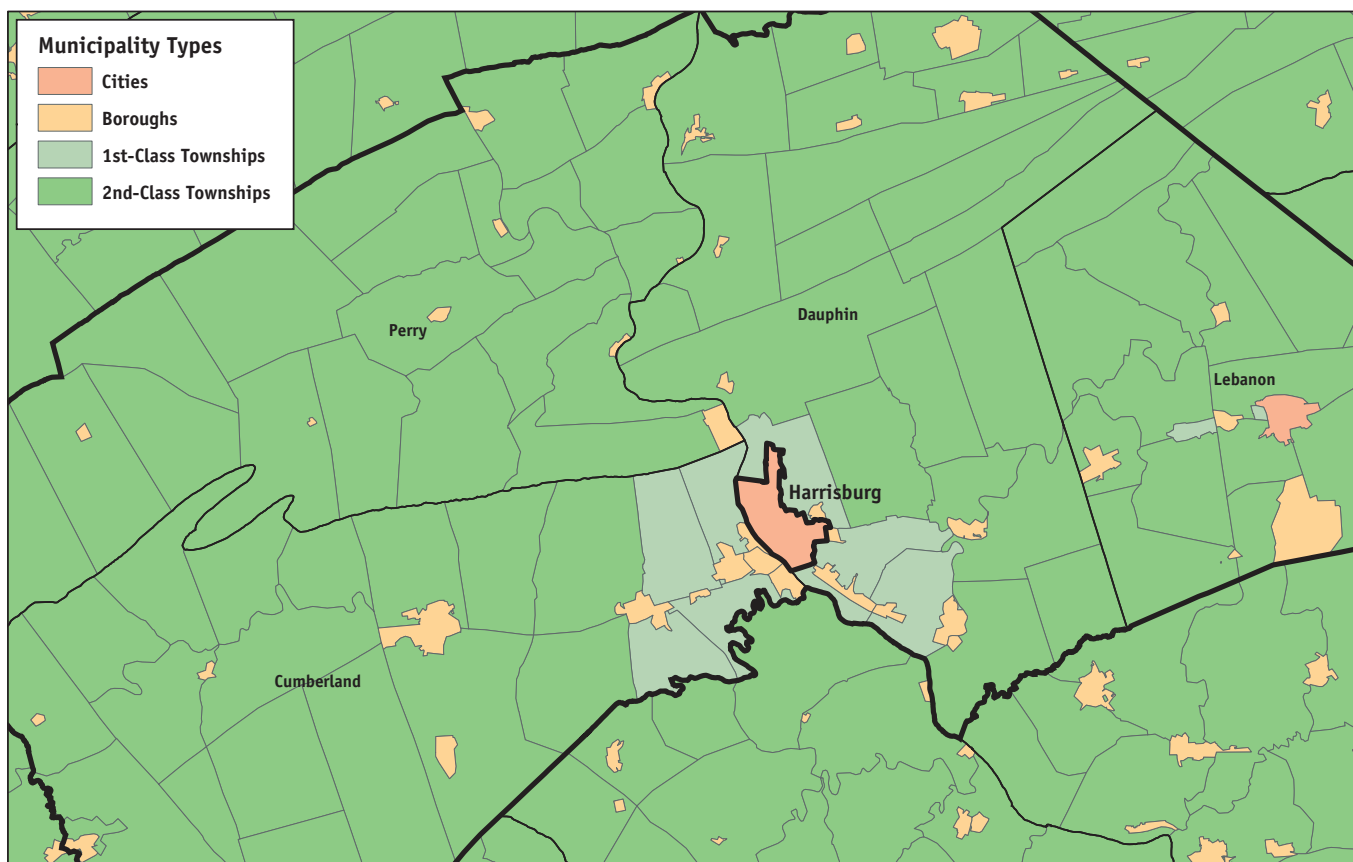 Municipality Types
Cities
Boroughs
1st-Class Townships
2nd-Class Townships
Dauphin
Perry
Lebanon
Harrisburg
Cumberland